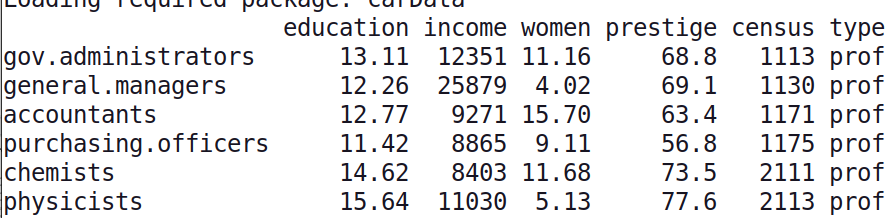 Loading required package: carData
education income women prestige census type
gov.administrators 13.11 12351 11.16 68.8 1113 prof
general.managers 12.26 25879 4.02 69.1 1130 prof
accountants 12.77 9271 15.70 63.4 1171 prof
purchasing.officers 11.42 8865 9.11 56.8 1175 prof
chemists 14.62 8403 11.68 73.5 2111 prof
physicists 15.64 11030 5.13 77.6 2113 prof